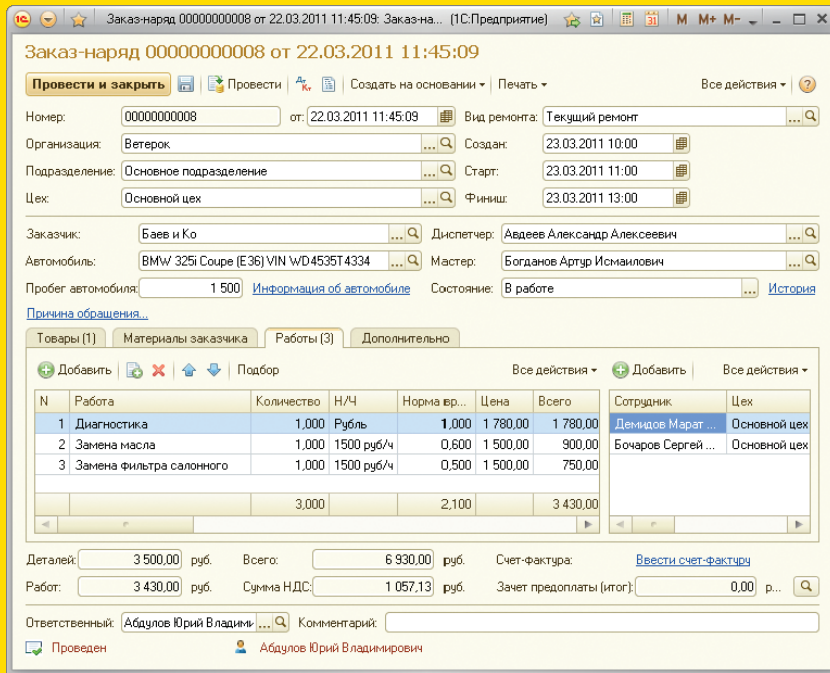 Заказ-наряд 00000000008 от 22.03.2011 11:45:09: Заказ-на... (1С:Предприятие) 31 M M+ M-
Заказ-наряд 00000000008 от 22.03.2011 11:45:09
Провести и закрыть Провести Дт Кт Создать на основании Печать Все действия ?
Номер: 00000000008 от: 22.03.2011 11:45:09 Вид ремонта: Текущий ремонт ...
Организация: Ветерок ... Создан: 23.03.2011 10:00
Подразделение: Основное подразделение ... Старт: 23.03.2011 11:00
Цех: Основной цех ... Финиш: 23.03.2011 13:00
Заказчик: Баев и Ко ... Диспетчер: Авдеев Александр Алексеевич ...
Автомобиль: BMW 325i Coupe (E36) VIN WD4535T4334 ... Мастер: Богданов Артур Исмаилович ...
Пробег автомобиля: 1 500 Информация об автомобиле Состояние: В работе ... История
Причина обращения...
Товары (1) Материалы заказчика Работы (3) Дополнительно
Добавить Подбор Все действия Добавить Все действия
N Работа Количество Н/Ч Норма вр... Цена Всего Сотрудник Цех
1 Диагностика 1,000 Рубль 1,000 1 780,00 1 780,00 Демидов Марат ... Основной цех
2 Замена масла 1,000 1500 руб/ч 0,600 1 500,00 900,00 Бочаров Сергей ... Основной цех
3 Замена фильтра салонного 1,000 1500 руб/ч 0,500 1 500,00 750,00
3,000 2,100 3 430,00
Деталей: 3 500,00 руб. Всего: 6 930,00 руб. Счет-фактура: Ввести счет-фактуру
Работ: 3 430,00 руб. Сумма НДС: 1 057,13 руб. Зачет предоплаты (итог): 0,00 р...
Ответственный: Абдулов Юрий Владими ... Комментарий:
Проведен Абдулов Юрий Владимирович